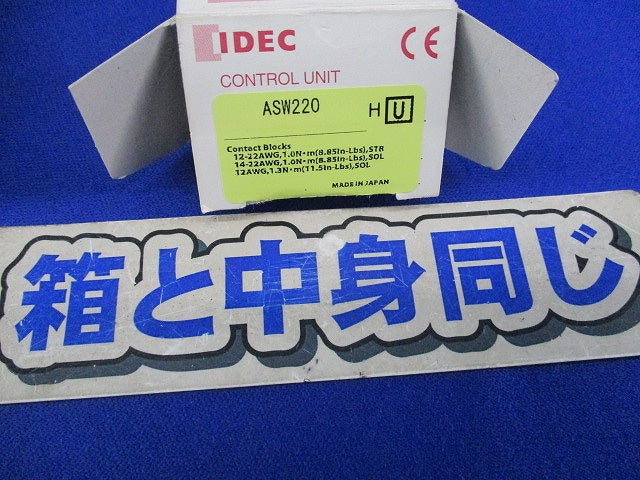 IDEC CE
CONTROL UNIT
ASW220 H U
Contact Blocks
12-22AWG,1.0N・m(8.85In-Lbs),STR
14-22AWG,1.0N・m(8.85In-Lbs),SOL
12AWG,1.3N・m(11.5In-Lbs),SOL
MADE IN JAPAN
箱と中身同じ